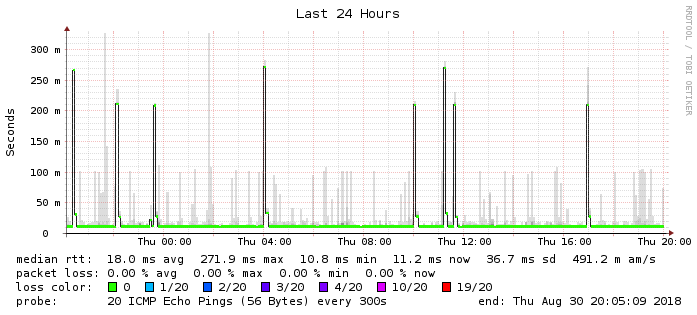 Last 24 Hours
RRDTOOL / TOBI OETIKER
Seconds
300 m
250 m
200 m
150 m
100 m
50 m
0
Thu 00:00 Thu 04:00 Thu 08:00 Thu 12:00 Thu 16:00 Thu 20:00
median rtt: 18.0 ms avg 271.9 ms max 10.8 ms min 11.2 ms now 36.7 ms sd 491.2 m am/s
packet loss: 0.00 % avg 0.00 % max 0.00 % min 0.00 % now
loss color: 0 1/20 2/20 3/20 4/20 10/20 19/20
probe: 20 ICMP Echo Pings (56 Bytes) every 300s end: Thu Aug 30 20:05:09 2018